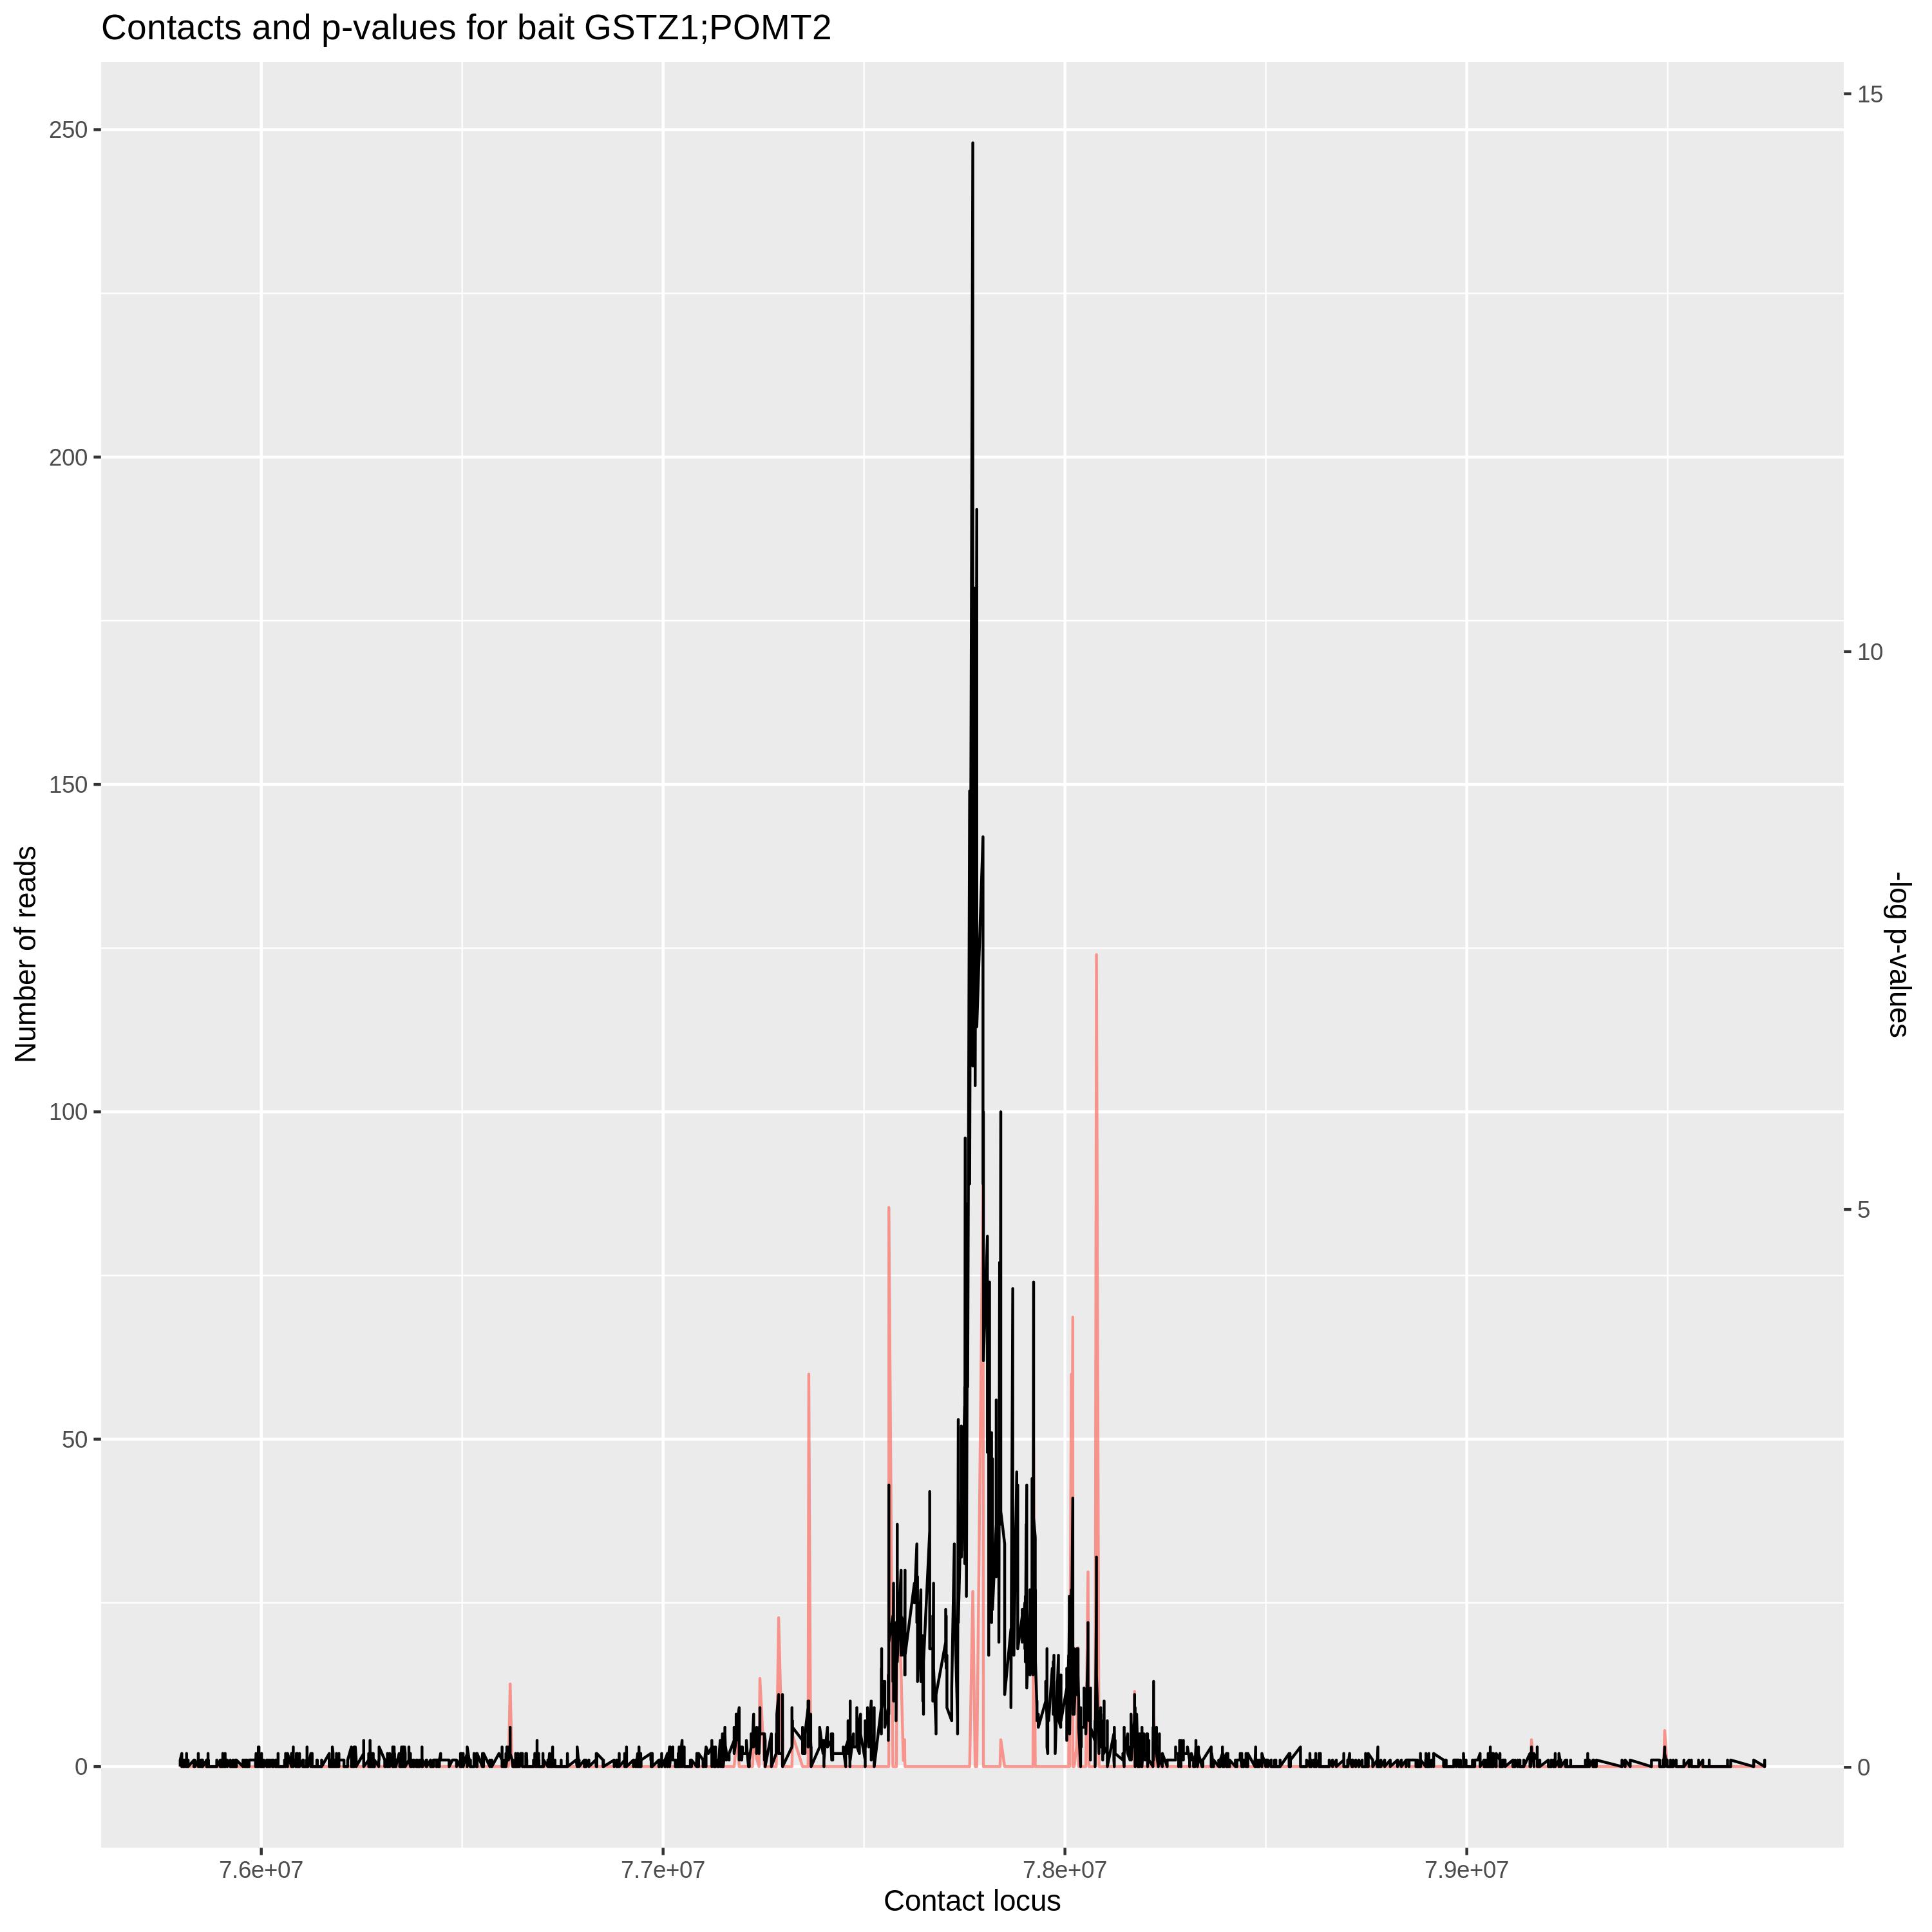 Contacts and p-values for bait GSTZ1;POMT2
250
200
150
100
50
0
Number of reads
15
10
5
0
-log p-values
7.6e+07
7.7e+07
7.8e+07
7.9e+07
Contact locus